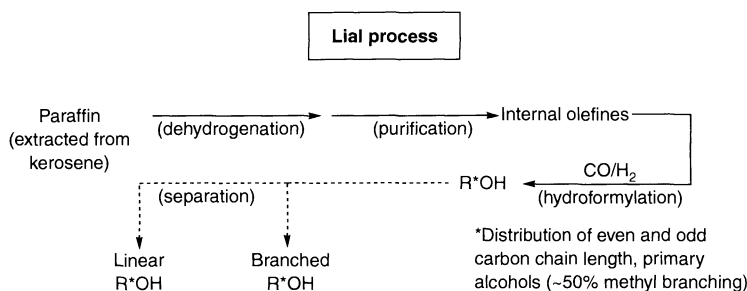 Lial process
Paraffin
(extracted from
kerosene)
(dehydrogenation)
(purification)
Internal olefines
CO/H2
(hydroformylation)
R*OH
(separation)
Linear
R*OH
Branched
R*OH
*Distribution of even and odd
carbon chain length, primary
alcohols (~50% methyl branching)